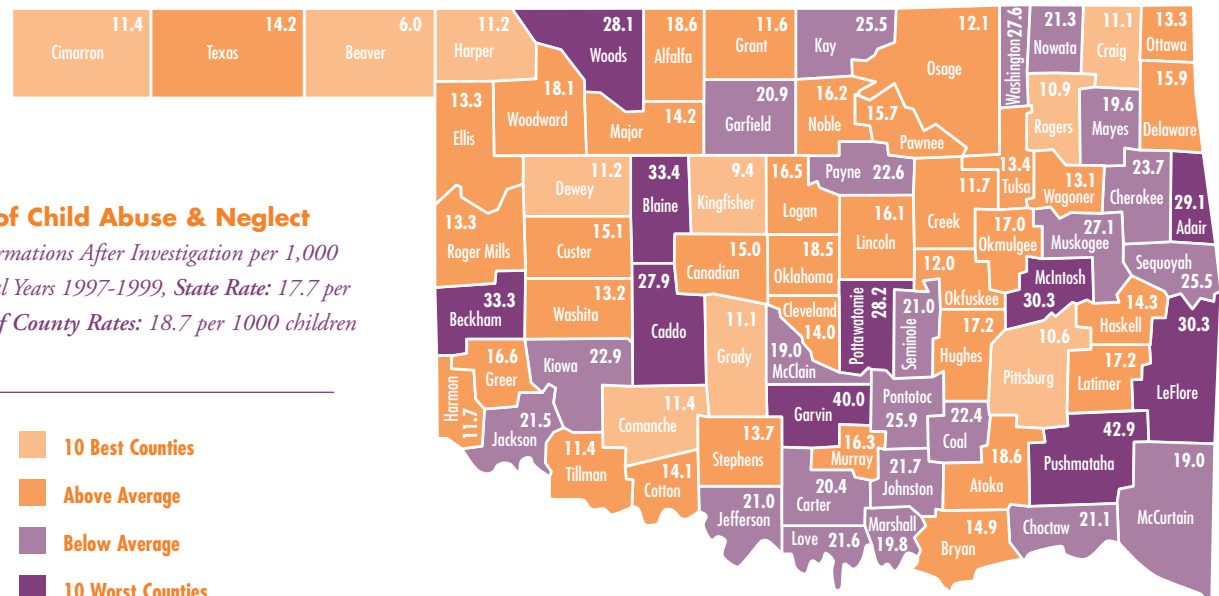 11.4
Cimarron
14.2
Texas
6.0
Beaver
11.2
Harper
28.1
Woods
18.6
Alfalfa
11.6
Grant
25.5
Kay
12.1
Osage
Washington 27.6
21.3
Nowata
11.1
Craig
13.3
Ottawa
13.3
Ellis
18.1
Woodward
14.2
Major
20.9
Garfield
16.2
Noble
15.7
Pawnee
10.9
Rogers
19.6
Mayes
15.9
Delaware
11.2
Dewey
33.4
Blaine
9.4
Kingfisher
16.5
Logan
Payne 22.6
16.1
Lincoln
11.7
Creek
13.4
Tulsa
13.1
Wagoner
23.7
Cherokee
29.1
Adair
of Child Abuse & Neglect
rmations After Investigation per 1,000
l Years 1997-1999, State Rate: 17.7 per
f County Rates: 18.7 per 1000 children
13.3
Roger Mills
15.1
Custer
15.0
Canadian
18.5
Oklahoma
17.0
Okmulgee
27.1
Muskogee
Sequoyah
25.5
33.3
Beckham
13.2
Washita
27.9
Caddo
11.1
Grady
Cleveland
14.0
19.0
McClain
Pottawatomie 28.2
Seminole 21.0
12.0
Okfuskee
17.2
Hughes
McIntosh
30.3
14.3
Haskell
30.3
LeFlore
10.6
Pittsburg
17.2
Latimer
Harmon 11.7
16.6
Greer
Kiowa 22.9
21.5
Jackson
11.4
Comanche
11.4
Tillman
14.1
Cotton
13.7
Stephens
40.0
Garvin
16.3
Murray
Pontotoc
25.9
22.4
Coal
42.9
Pushmataha
19.0
McCurtain
21.0
Jefferson
20.4
Carter
21.7
Johnston
18.6
Atoka
Love 21.6
Marshall
19.8
14.9
Bryan
Choctaw 21.1
10 Best Counties
Above Average
Below Average
10 Worst Counties